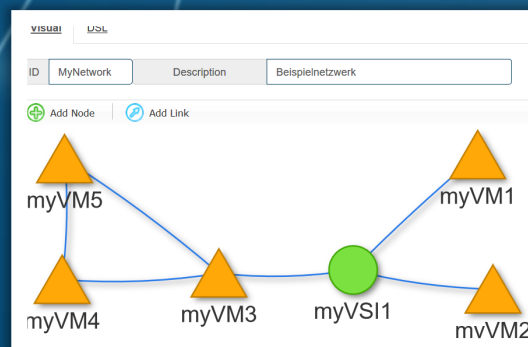 Visual DSL
ID MyNetwork Description Beispielnetzwerk
Add Node Add Link
myVM5
myVM1
myVM4
myVM3
myVSI1
myVM2